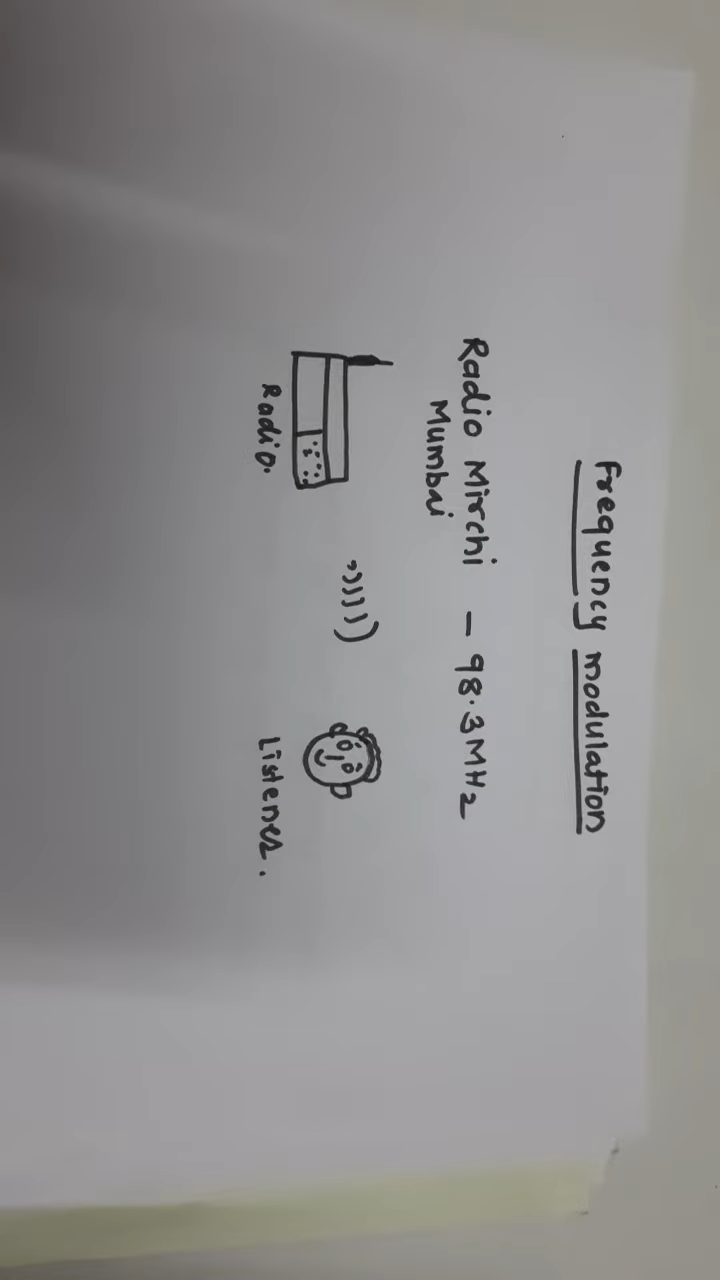 Frequency modulation
Radio Mirchi - 98.3MHz
Mumbai
Radio.
Listener.